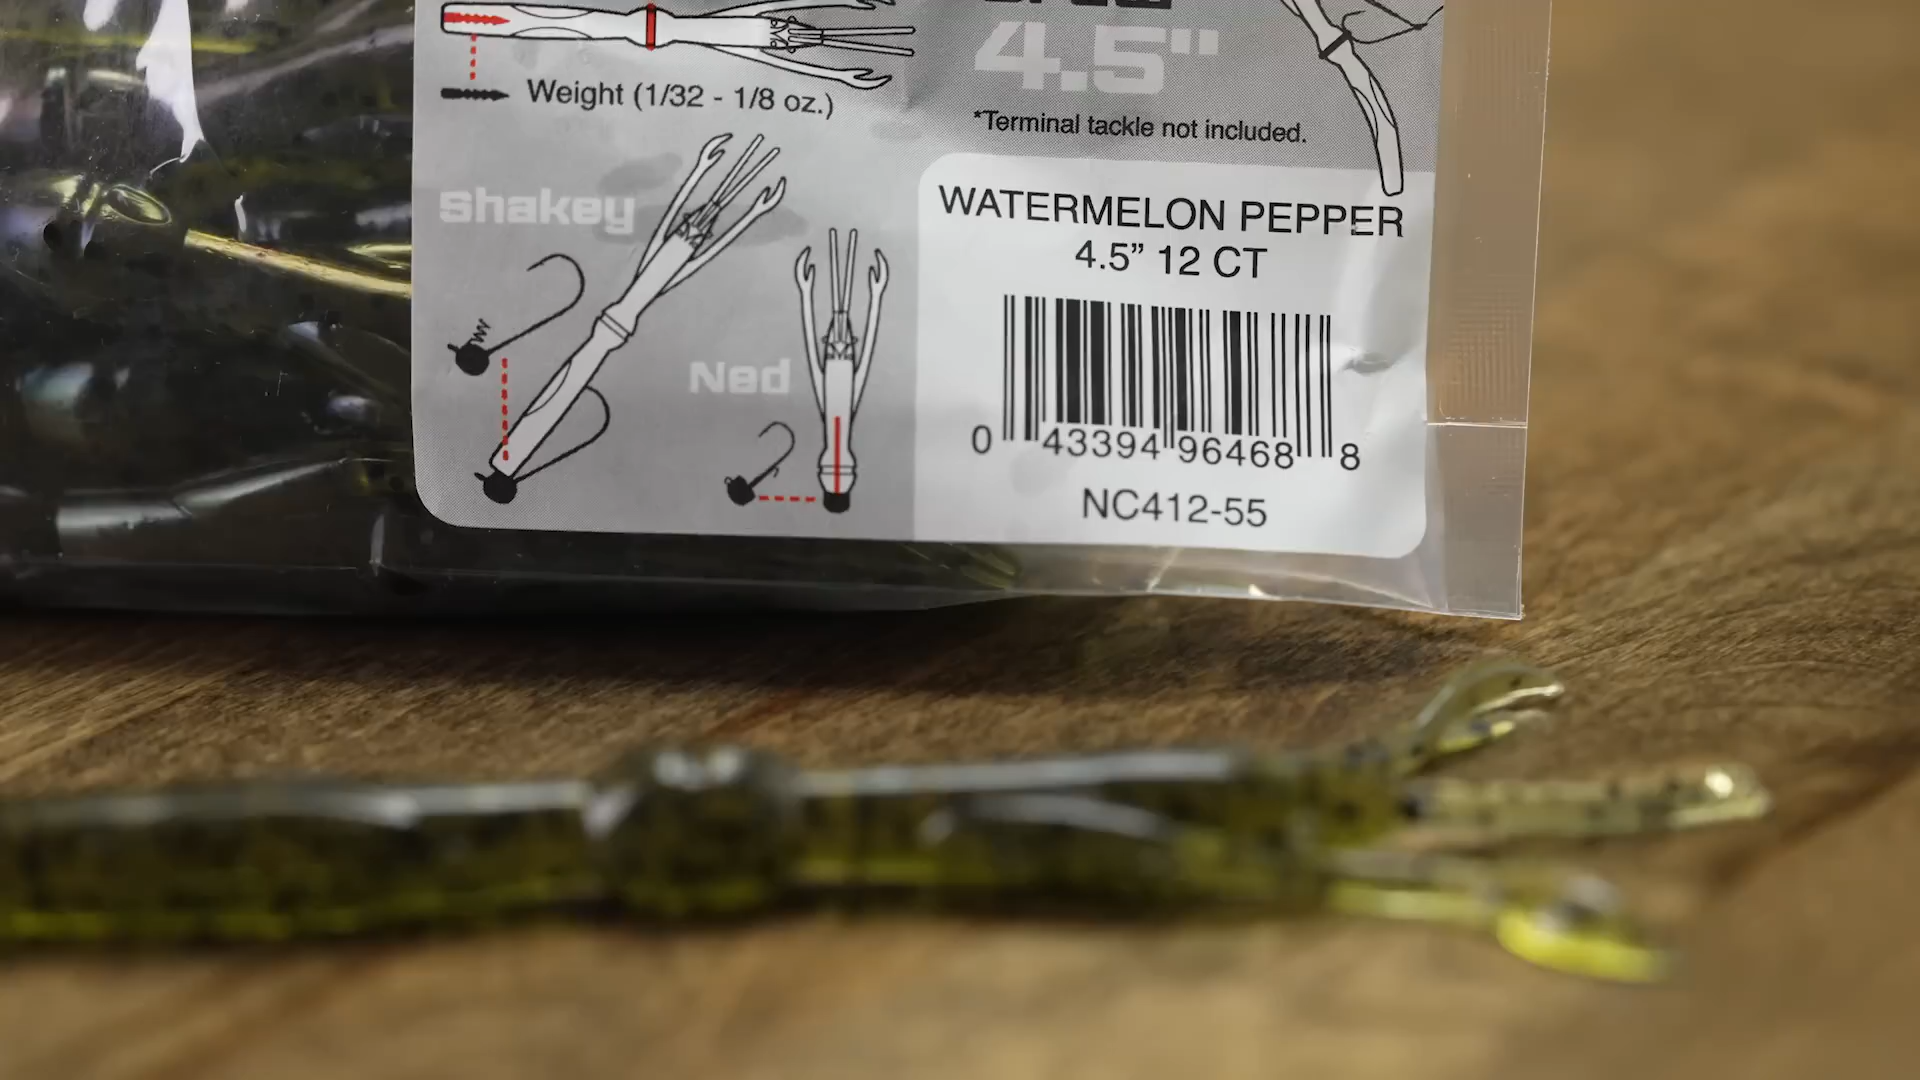 4.5"
Weight (1/32 - 1/8 oz.)
*Terminal tackle not included.
Shakey
WATERMELON PEPPER
4.5” 12 CT
Ned
0 43394 96468 8
NC412-55